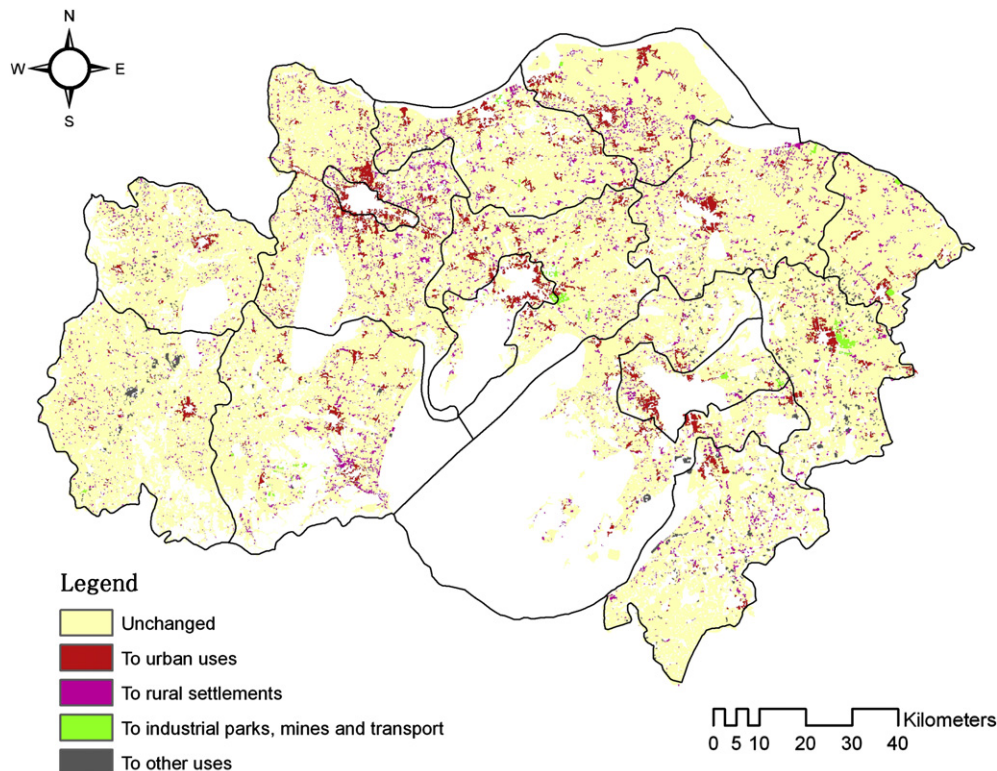 N
W E
S
Legend
Unchanged
To urban uses
To rural settlements
To industrial parks, mines and transport
To other uses
Kilometers
0 5 10 20 30 40